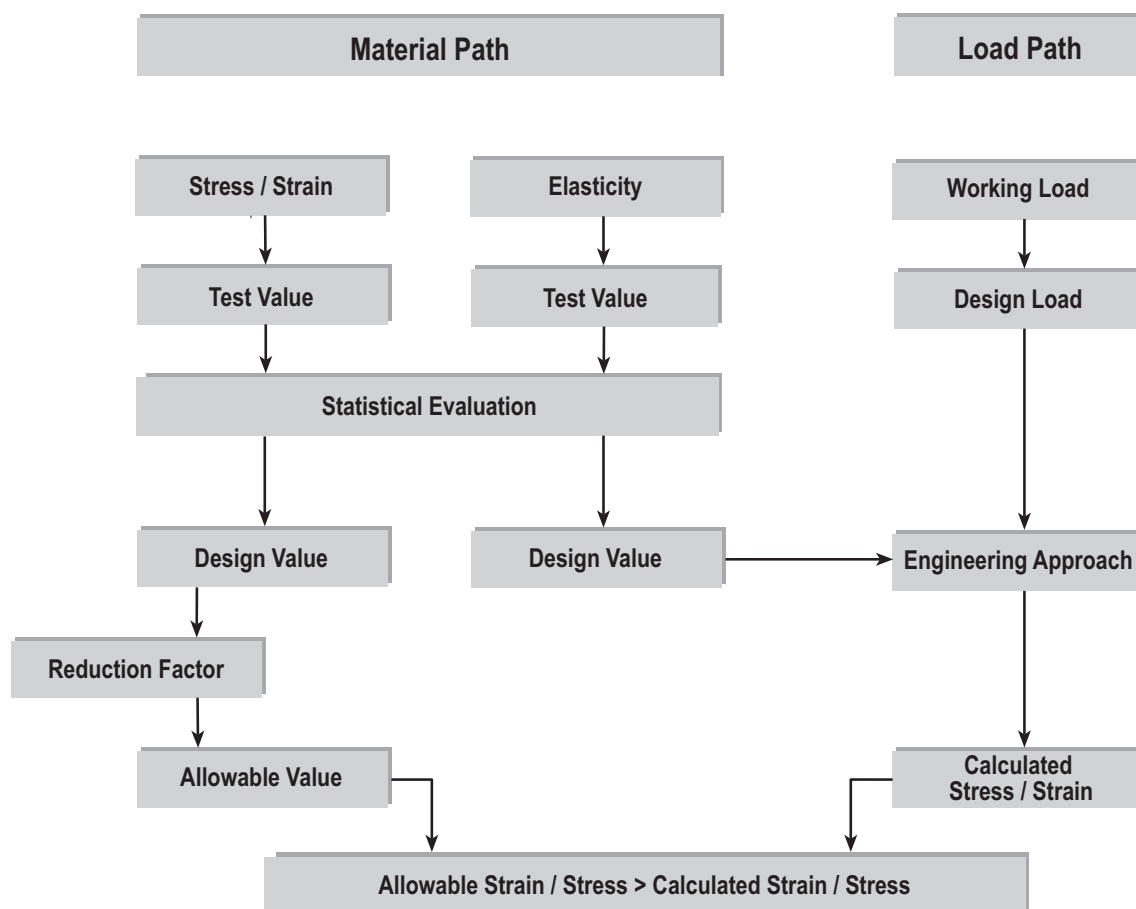 Material Path
Load Path
Stress / Strain
Elasticity
Working Load
Test Value
Test Value
Design Load
Statistical Evaluation
Design Value
Design Value
Engineering Approach
Reduction Factor
Allowable Value
Calculated
Stress / Strain
Allowable Strain / Stress > Calculated Strain / Stress